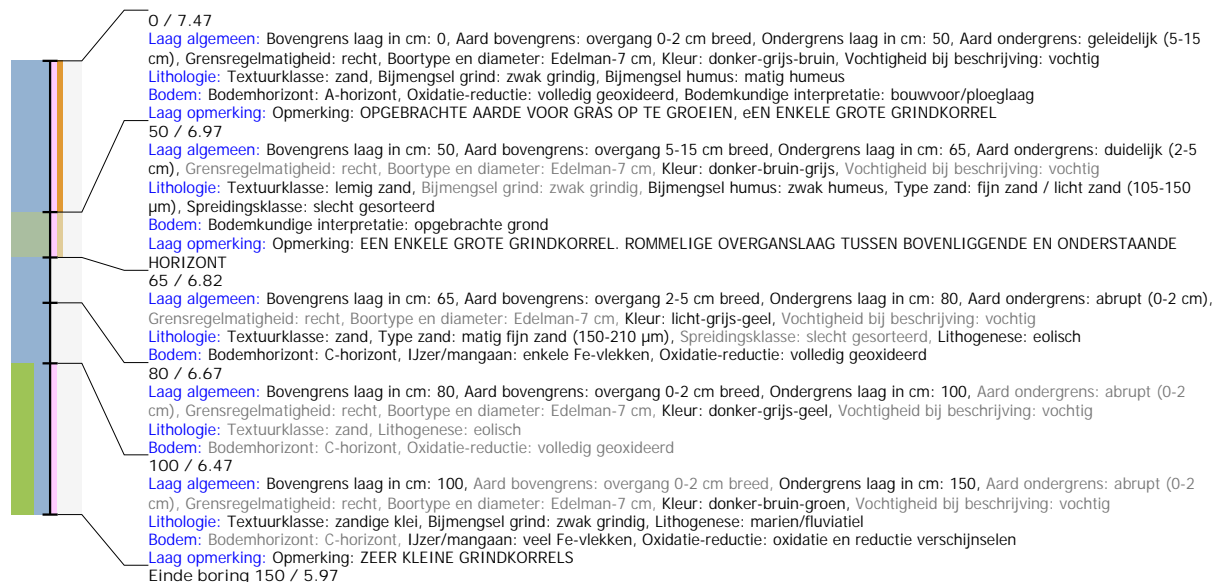 0 / 7.47
Laag algemeen: Bovengrens laag in cm: 0, Aard bovengrens: overgang 0-2 cm breed, Ondergrens laag in cm: 50, Aard ondergrens: geleidelijk (5-15
cm), Grensregelmatigheid: recht, Boortype en diameter: Edelman-7 cm, Kleur: donker-grijs-bruin, Vochtigheid bij beschrijving: vochtig
Lithologie: Textuurklasse: zand, Bijmengsel grind: zwak grindig, Bijmengsel humus: matig humeus
Bodem: Bodemhorizont: A-horizont, Oxidatie-reductie: volledig geoxideerd, Bodemkundige interpretatie: bouwvoor/ploeglaag
Laag opmerking: Opmerking: OPGEBRACHTE AARDE VOOR GRAS OP TE GROEIEN, eEN ENKELE GROTE GRINDKORREL
50 / 6.97
Laag algemeen: Bovengrens laag in cm: 50, Aard bovengrens: overgang 5-15 cm breed, Ondergrens laag in cm: 65, Aard ondergrens: duidelijk (2-5
cm), Grensregelmatigheid: recht, Boortype en diameter: Edelman-7 cm, Kleur: donker-bruin-grijs, Vochtigheid bij beschrijving: vochtig
Lithologie: Textuurklasse: lemig zand, Bijmengsel grind: zwak grindig, Bijmengsel humus: zwak humeus, Type zand: fijn zand / licht zand (105-150
µm), Spreidingsklasse: slecht gesorteerd
Bodem: Bodemkundige interpretatie: opgebrachte grond
Laag opmerking: Opmerking: EEN ENKELE GROTE GRINDKORREL. ROMMELIGE OVERGANSLAAG TUSSEN BOVENLIGGENDE EN ONDERSTAANDE
HORIZONT
65 / 6.82
Laag algemeen: Bovengrens laag in cm: 65, Aard bovengrens: overgang 2-5 cm breed, Ondergrens laag in cm: 80, Aard ondergrens: abrupt (0-2 cm),
Grensregelmatigheid: recht, Boortype en diameter: Edelman-7 cm, Kleur: licht-grijs-geel, Vochtigheid bij beschrijving: vochtig
Lithologie: Textuurklasse: zand, Type zand: matig fijn zand (150-210 µm), Spreidingsklasse: slecht gesorteerd, Lithogenese: eolisch
Bodem: Bodemhorizont: C-horizont, IJzer/mangaan: enkele Fe-vlekken, Oxidatie-reductie: volledig geoxideerd
80 / 6.67
Laag algemeen: Bovengrens laag in cm: 80, Aard bovengrens: overgang 0-2 cm breed, Ondergrens laag in cm: 100, Aard ondergrens: abrupt (0-2
cm), Grensregelmatigheid: recht, Boortype en diameter: Edelman-7 cm, Kleur: donker-grijs-geel, Vochtigheid bij beschrijving: vochtig
Lithologie: Textuurklasse: zand, Lithogenese: eolisch
Bodem: Bodemhorizont: C-horizont, Oxidatie-reductie: volledig geoxideerd
100 / 6.47
Laag algemeen: Bovengrens laag in cm: 100, Aard bovengrens: overgang 0-2 cm breed, Ondergrens laag in cm: 150, Aard ondergrens: abrupt (0-2
cm), Grensregelmatigheid: recht, Boortype en diameter: Edelman-7 cm, Kleur: donker-bruin-groen, Vochtigheid bij beschrijving: vochtig
Lithologie: Textuurklasse: zandige klei, Bijmengsel grind: zwak grindig, Lithogenese: marien/fluviatiel
Bodem: Bodemhorizont: C-horizont, IJzer/mangaan: veel Fe-vlekken, Oxidatie-reductie: oxidatie en reductie verschijnselen
Laag opmerking: Opmerking: ZEER KLEINE GRINDKORRELS
Einde boring 150 / 5.97